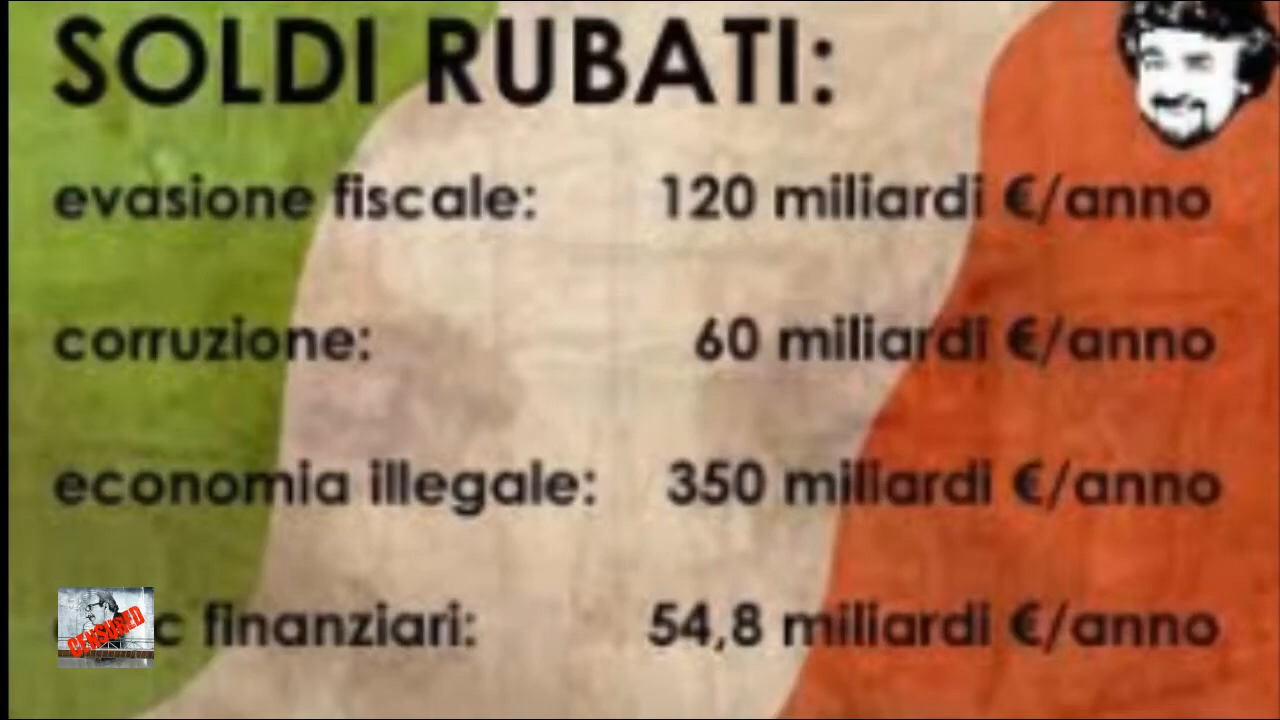 SOLDI RUBATI:
evasione fiscale: 120 miliardi €/anno
corruzione: 60 miliardi €/anno
economia illegale: 350 miliardi €/anno
finanziari: 54,8 miliardi €/anno
CENSORED